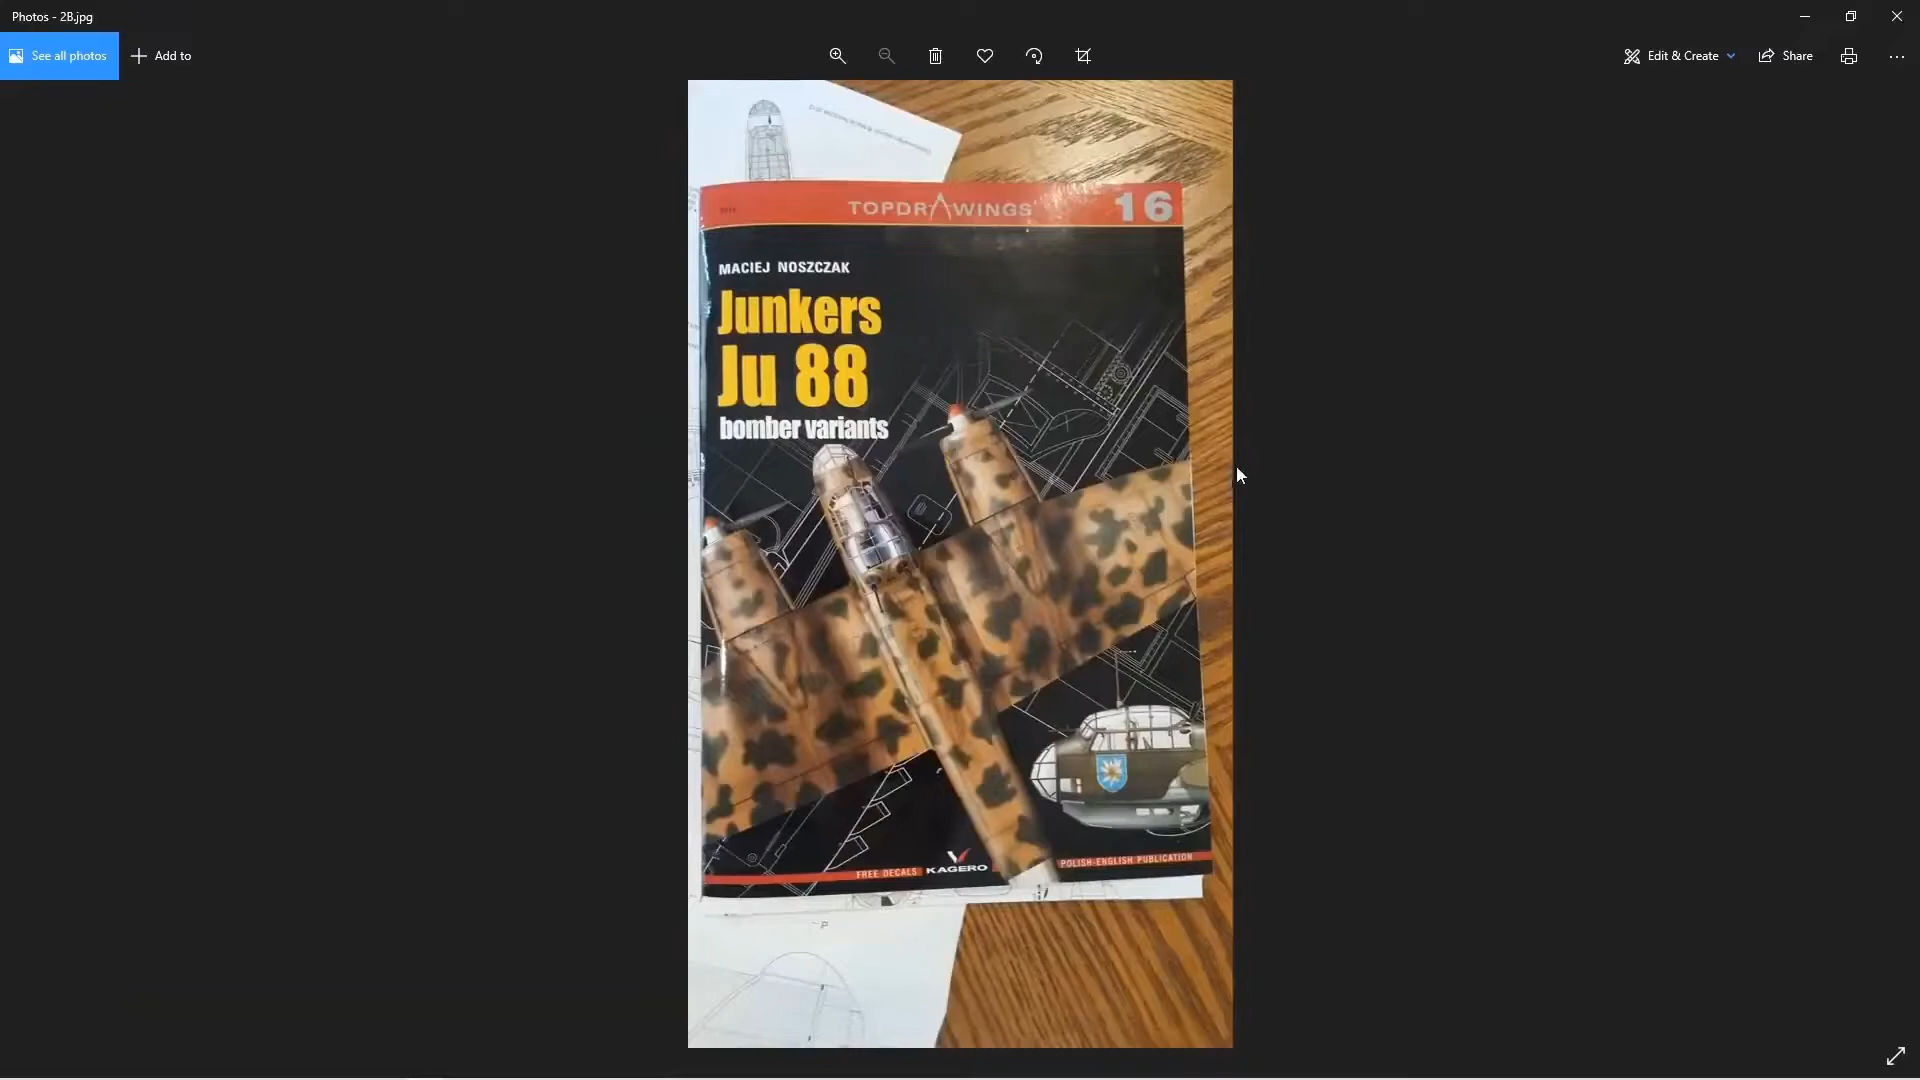 Photos - 2B.jpg
See all photos
Add to
Edit & Create
Share
TOPDRAWINGS
16
MACIEJ NOSZCZAK
Junkers
Ju 88
bomber variants
FREE DECALS
KAGERO
POLISH-ENGLISH PUBLICATION